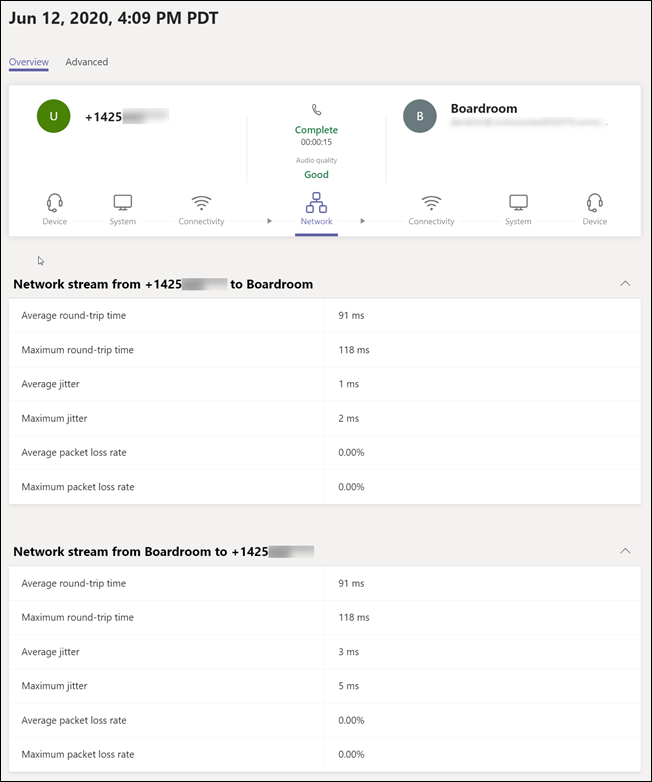 Jun 12, 2020, 4:09 PM PDT
Overview Advanced
U +1425
Complete
00:00:15
Audio quality
Good
B Boardroom
Device System Connectivity Network Connectivity System Device
Network stream from +1425 to Boardroom
Average round-trip time 91 ms
Maximum round-trip time 118 ms
Average jitter 1 ms
Maximum jitter 2 ms
Average packet loss rate 0.00%
Maximum packet loss rate 0.00%
Network stream from Boardroom to +1425
Average round-trip time 91 ms
Maximum round-trip time 118 ms
Average jitter 3 ms
Maximum jitter 5 ms
Average packet loss rate 0.00%
Maximum packet loss rate 0.00%